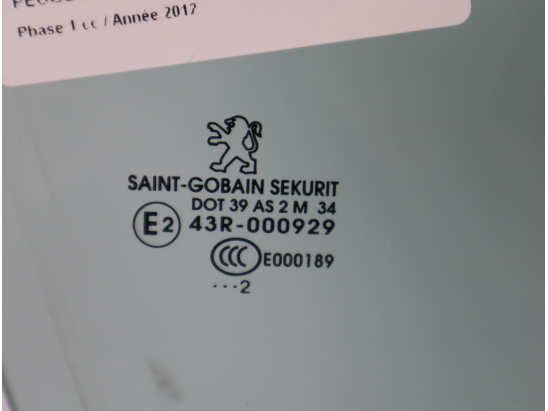 Phase 1 cc / Année 2012
SAINT-GOBAIN SEKURIT
DOT 39 AS 2 M 34
E2 43R-000929
CCC E000189
···2